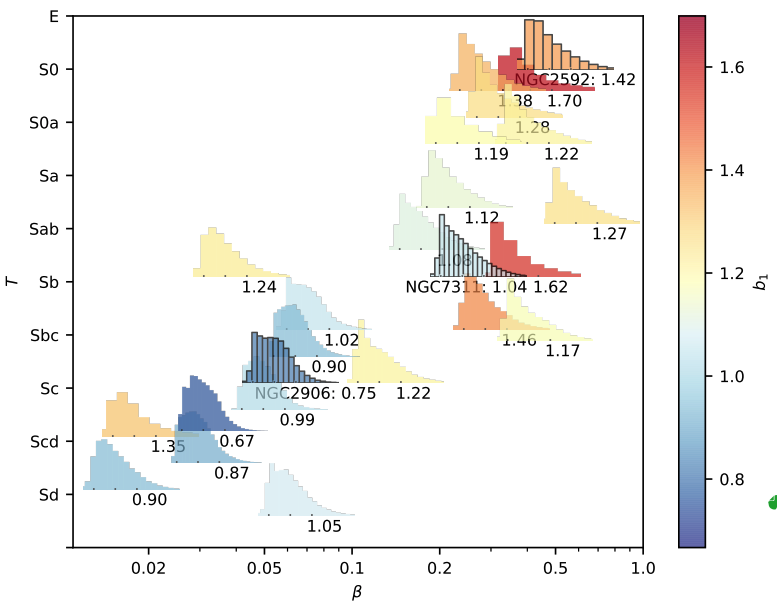 E
S0
S0a
Sa
Sab
Sb
Sbc
Sc
Scd
Sd
T
NGC2592: 1.42
1.38 1.70
1.28
1.19 1.22
1.12
1.27
1.08
NGC7311: 1.04 1.62
1.24
1.02
1.46
1.17
0.90
NGC2906: 0.75 1.22
0.99
0.67
1.35
0.87
0.90
1.05
0.02 0.05 0.1 0.2 0.5 1.0
β
1.6
1.4
1.2
1.0
0.8
b1